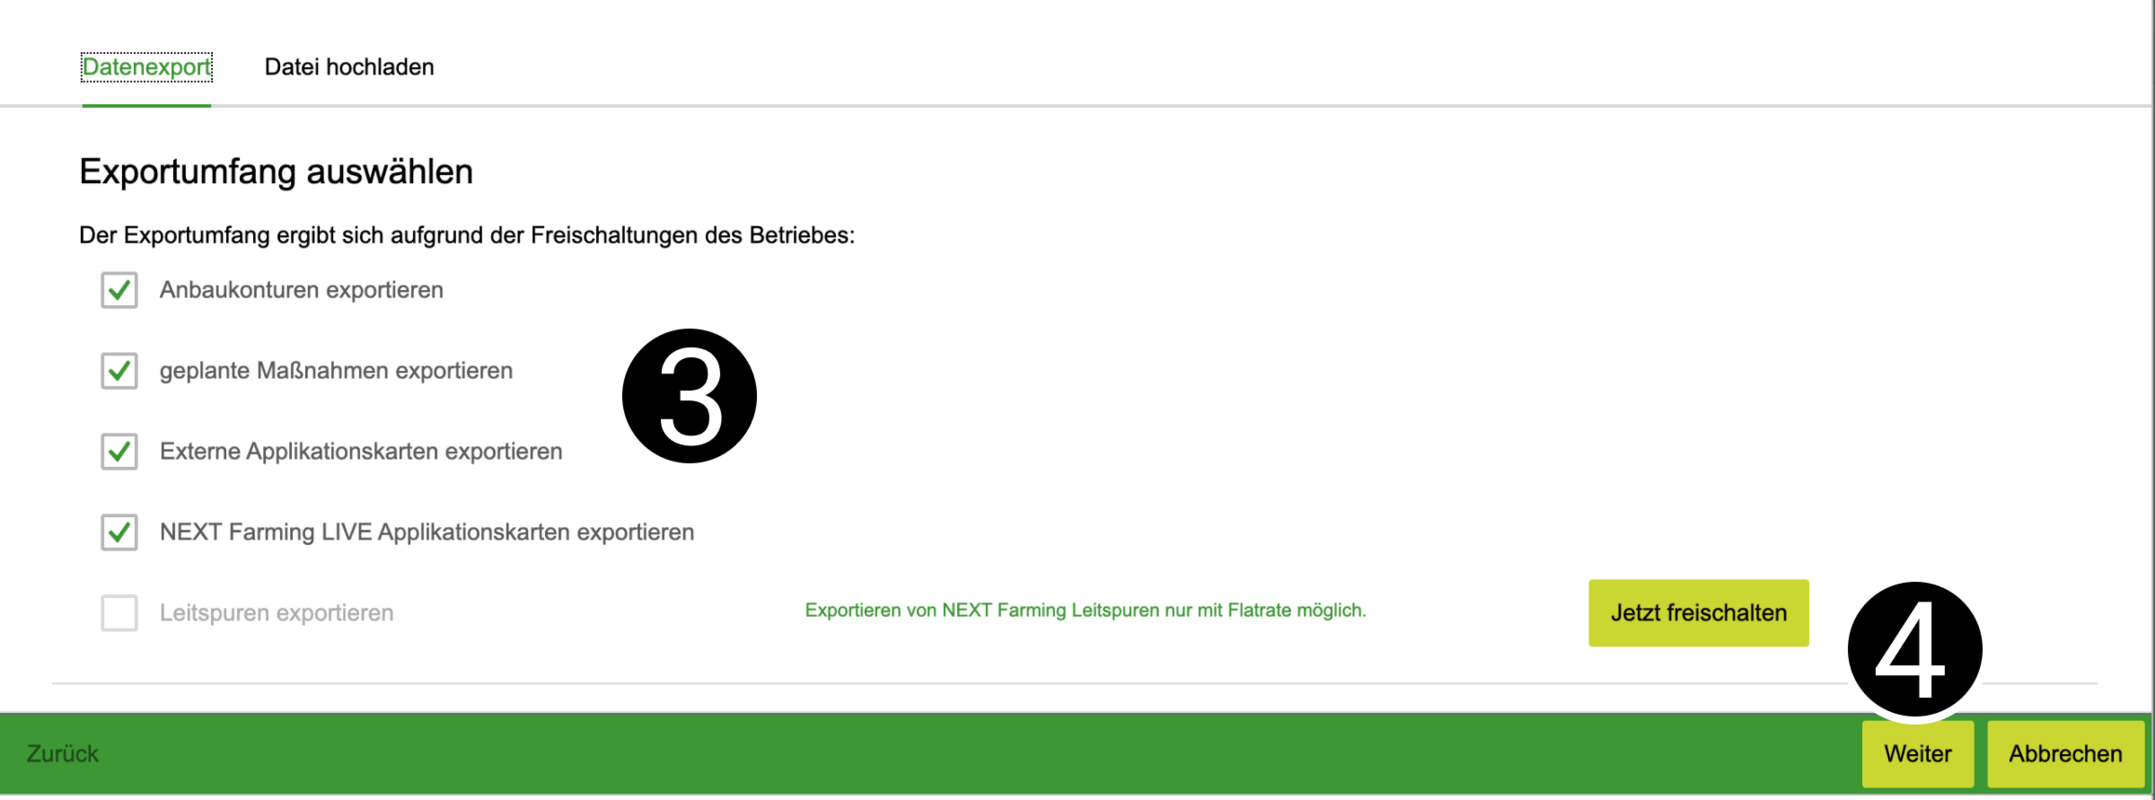 Datenexport Datei hochladen
Exportumfang auswählen
Der Exportumfang ergibt sich aufgrund der Freischaltungen des Betriebes:
Anbaukonturen exportieren
geplante Maßnahmen exportieren
3
Externe Applikationskarten exportieren
NEXT Farming LIVE Applikationskarten exportieren
Leitspuren exportieren Exportieren von NEXT Farming Leitspuren nur mit Flatrate möglich. Jetzt freischalten
4
Zurück Weiter Abbrechen